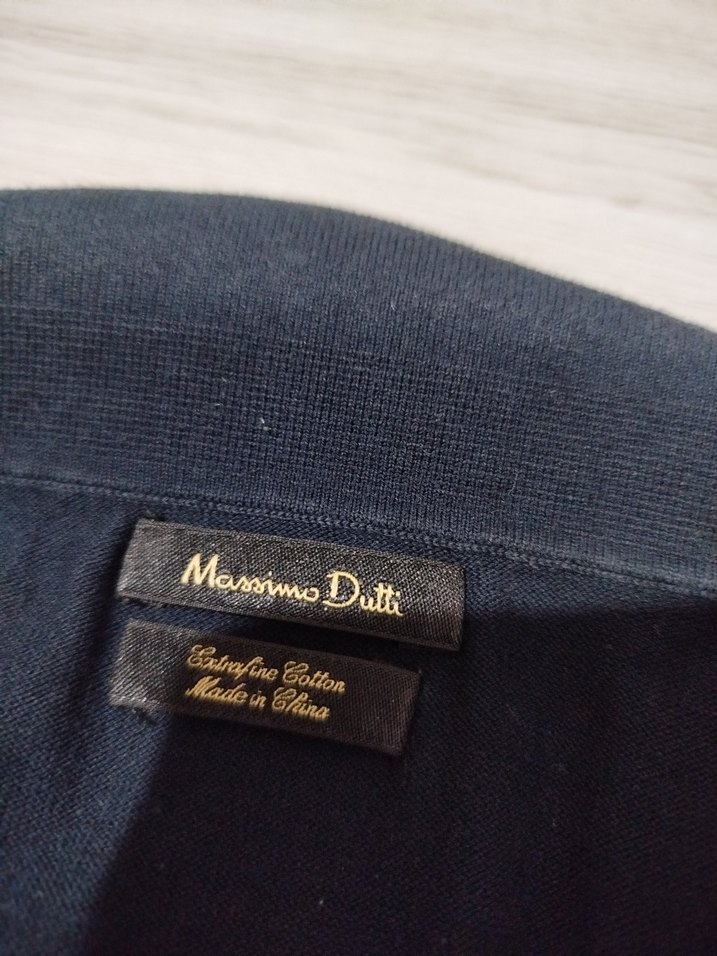 Massimo Dutti
Extrafine Cotton
Made in China